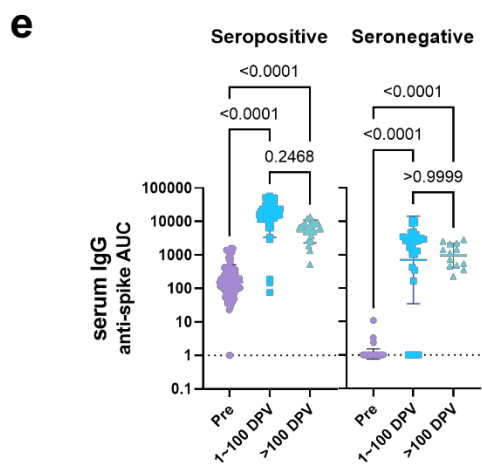 e
Seropositive
Seronegative
<0.0001
<0.0001
0.2468
<0.0001
<0.0001
>0.9999
serum IgG
anti-spike AUC
100000
10000
1000
100
10
1
0.1
Pre
1~100 DPV
>100 DPV
Pre
1~100 DPV
>100 DPV